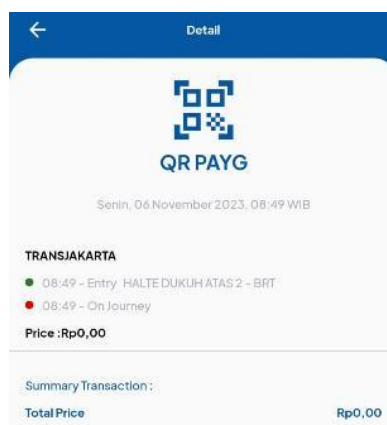 Detail
QR PAYG
Senin, 06 November 2023, 08:49 WIB
TRANSJAKARTA
08:49 - Entry HALTE DUKUH ATAS 2 - BRT
08:49 - On Journey
Price :Rp0,00
Summary Transaction :
Total Price Rp0,00